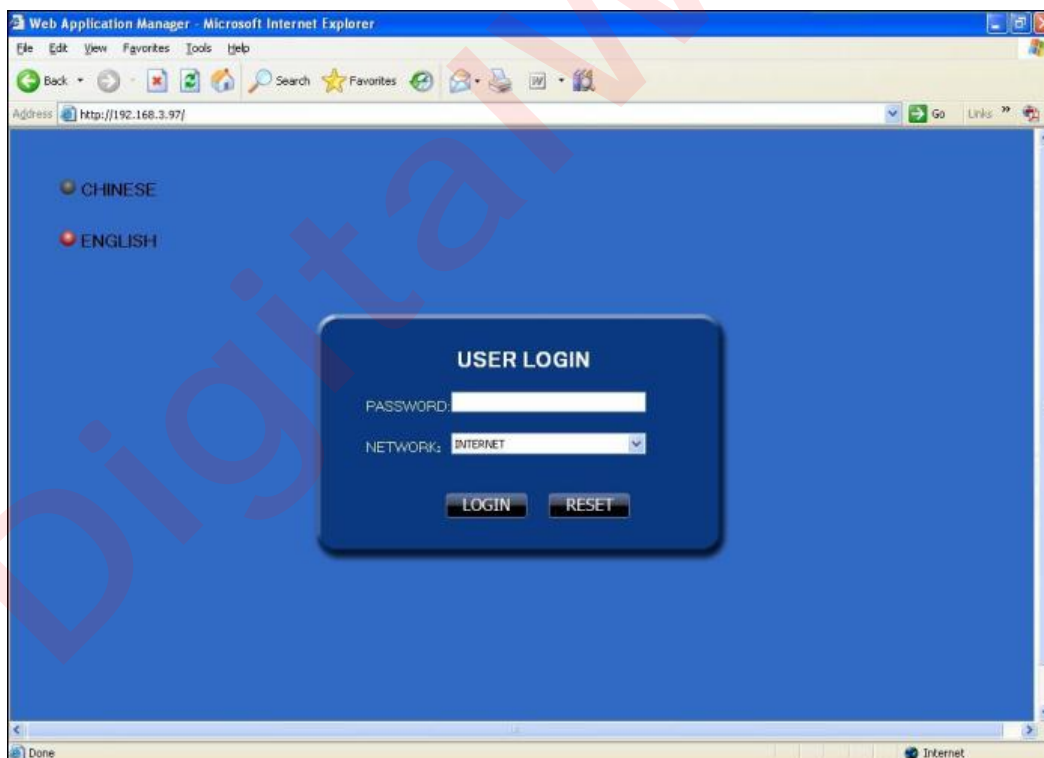 Web Application Manager - Microsoft Internet Explorer
File Edit View Favorites Tools Help
Back Search Favorites
Address http://192.168.3.97/ Go Links »
CHINESE
ENGLISH
USER LOGIN
PASSWORD:
NETWORK: INTERNET
LOGIN RESET
Done Internet